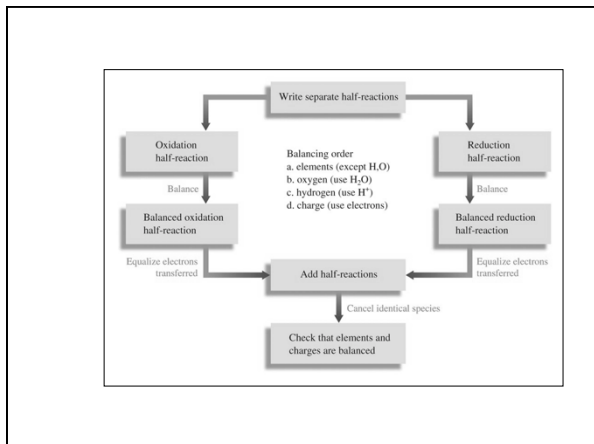 Write separate half-reactions
Oxidation
half-reaction
Reduction
half-reaction
Balancing order
a. elements (except H,O)
b. oxygen (use H₂O)
c. hydrogen (use H⁺)
d. charge (use electrons)
Balance
Balance
Balanced oxidation
half-reaction
Balanced reduction
half-reaction
Equalize electrons
transferred
Equalize electrons
transferred
Add half-reactions
Cancel identical species
Check that elements and
charges are balanced